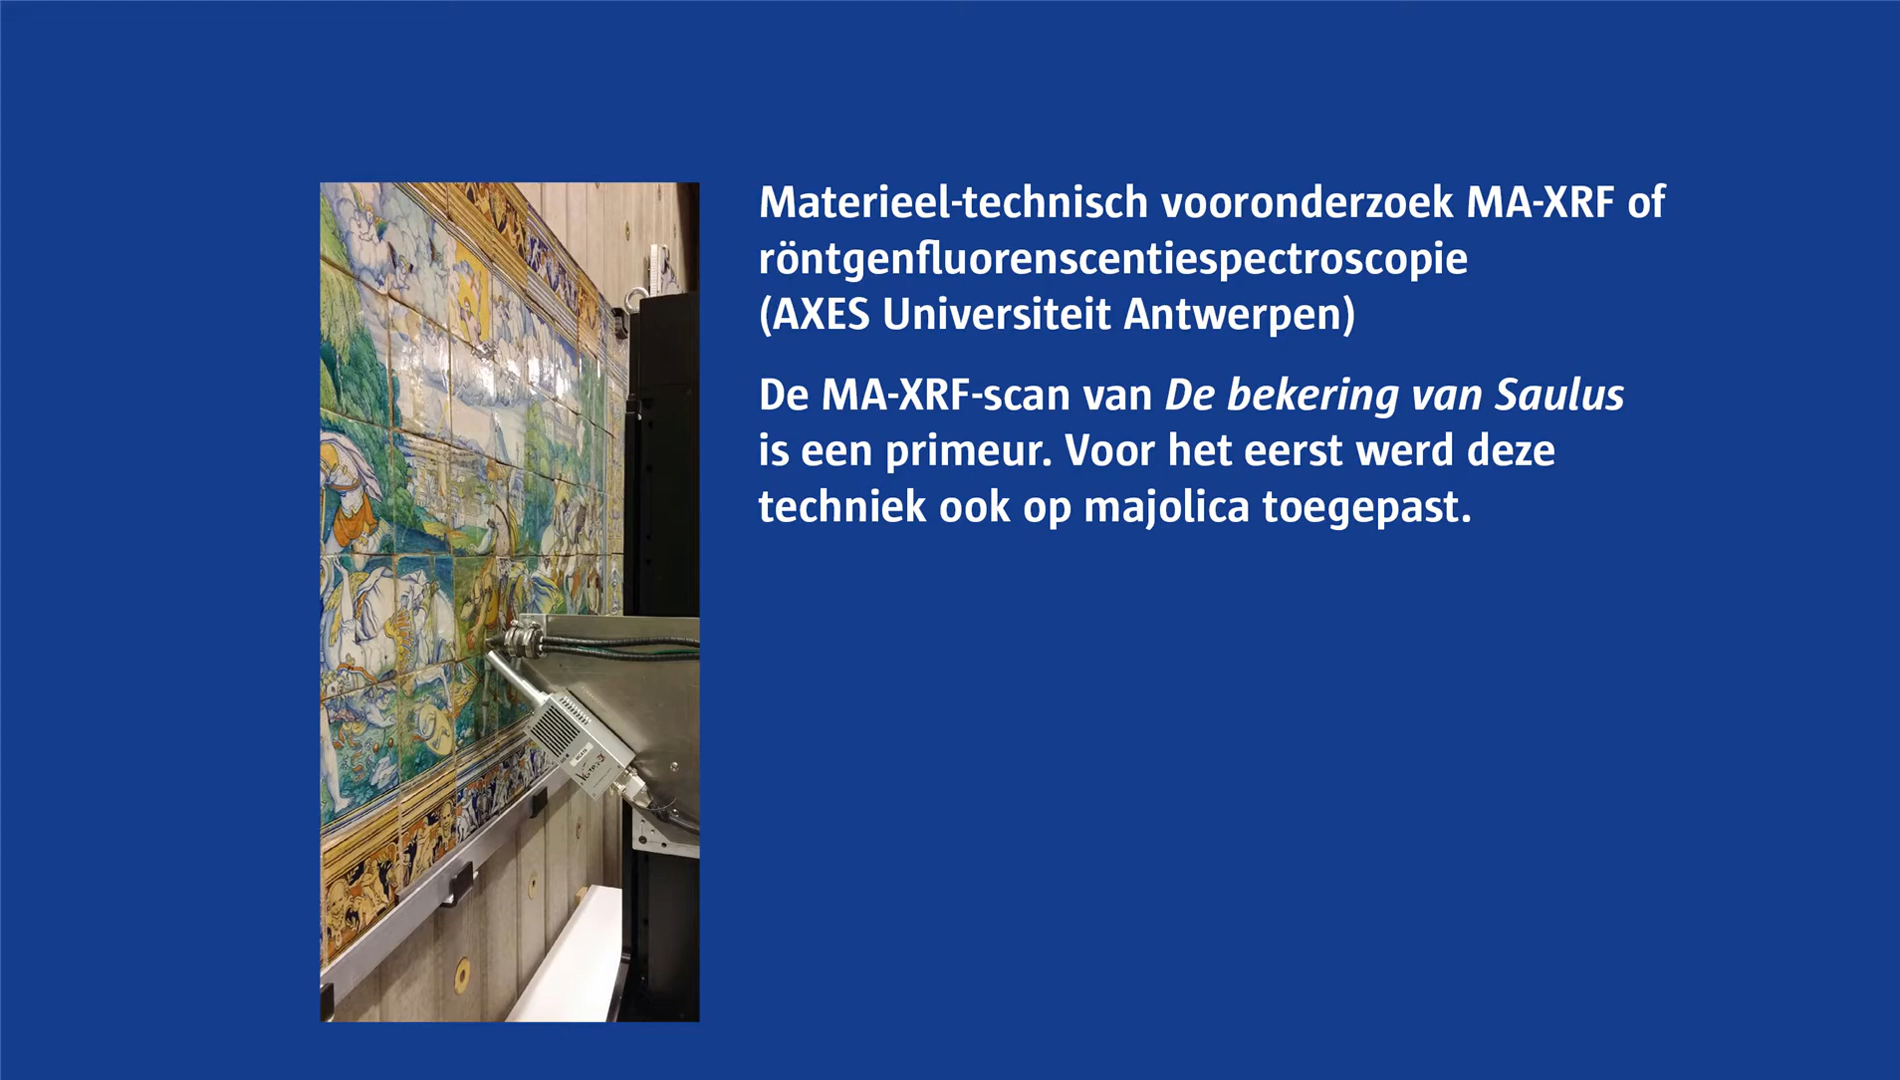 Materieel-technisch vooronderzoek MA-XRF of
röntgenfluorenscentiespectroscopie
(AXES Universiteit Antwerpen)
De MA-XRF-scan van De bekering van Saulus
is een primeur. Voor het eerst werd deze
techniek ook op majolica toegepast.